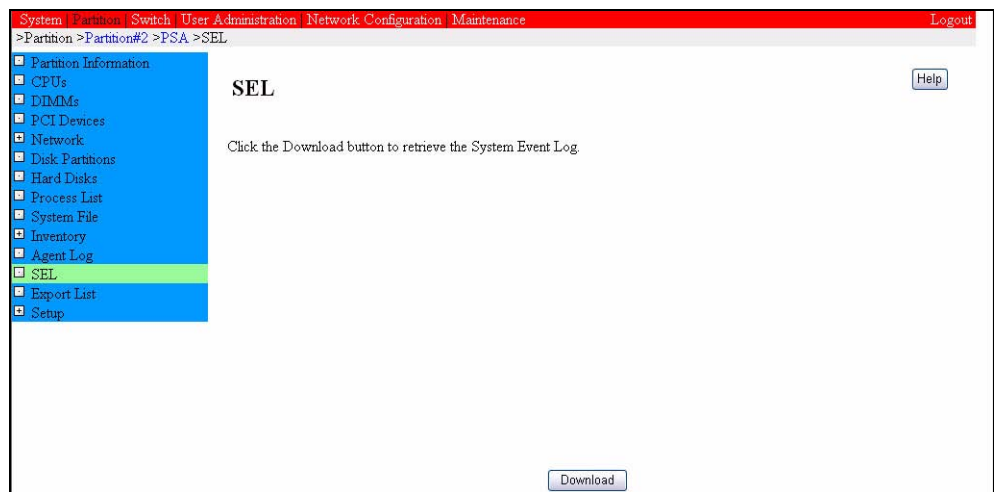 System | Partition | Switch | User Administration | Network Configuration | Maintenance Logout
>Partition >Partition#2 >PSA >SEL
Partition Information
CPUs
DIMMs
PCI Devices
Network
Disk Partitions
Hard Disks
Process List
System File
Inventory
Agent Log
SEL
Export List
Setup
SEL
Help
Click the Download button to retrieve the System Event Log.
Download